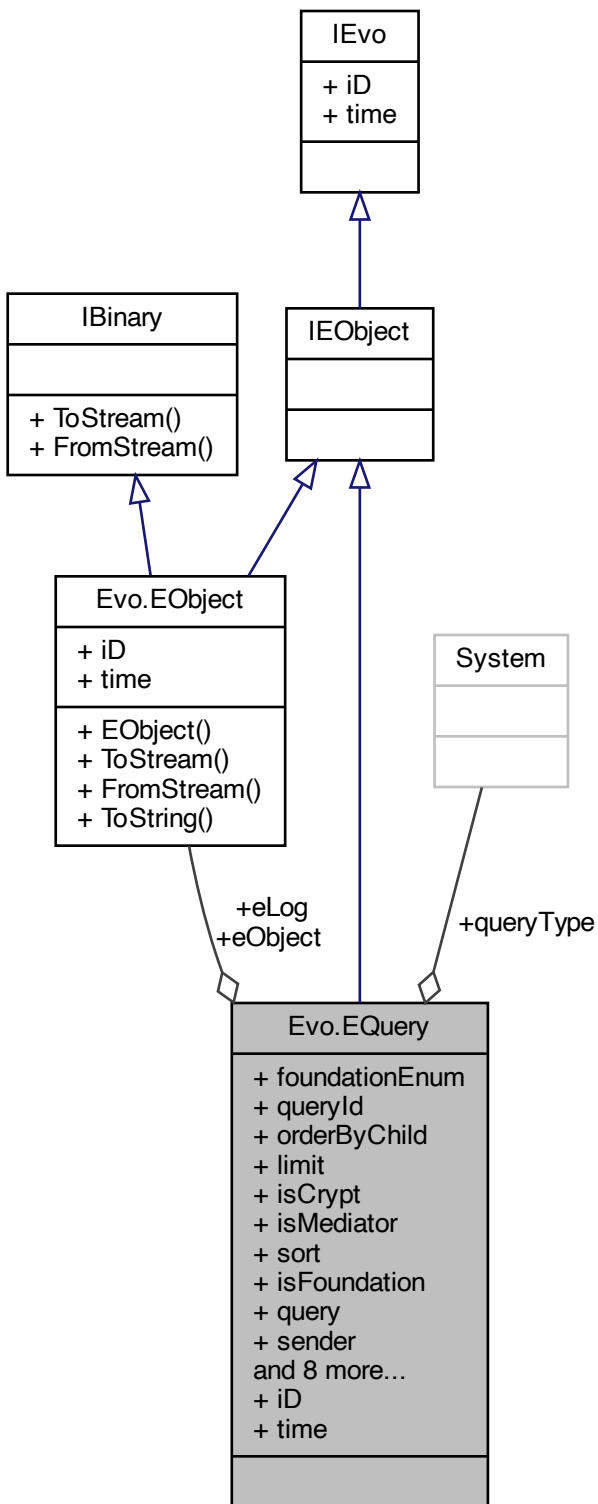 IEvo
+ iD
+ time
IBinary
+ ToStream()
+ FromStream()
IEObject
Evo.EObject
+ iD
+ time
+ EObject()
+ ToStream()
+ FromStream()
+ ToString()
System
+eLog
+eObject
+queryType
Evo.EQuery
+ foundationEnum
+ queryId
+ orderByChild
+ limit
+ isCrypt
+ isMediator
+ sort
+ isFoundation
+ query
+ sender
and 8 more...
+ iD
+ time